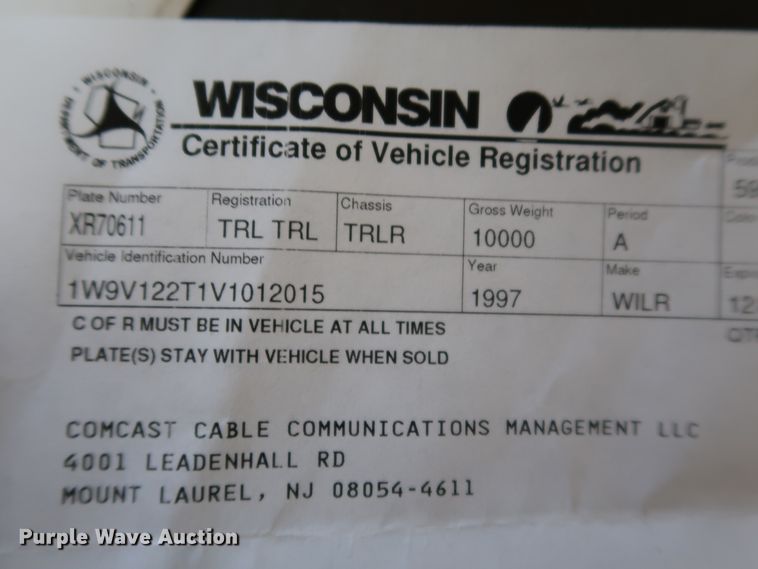 WISCONSIN DEPARTMENT OF TRANSPORTATION
WISCONSIN
Certificate of Vehicle Registration
Plate Number Registration Chassis Gross Weight Period
XR70611 TRL TRL TRLR 10000 A
Vehicle Identification Number Year Make
1W9V122T1V1012015 1997 WILR 12
C OF R MUST BE IN VEHICLE AT ALL TIMES
PLATE(S) STAY WITH VEHICLE WHEN SOLD
COMCAST CABLE COMMUNICATIONS MANAGEMENT LLC
4001 LEADENHALL RD
MOUNT LAUREL, NJ 08054-4611
Purple Wave Auction